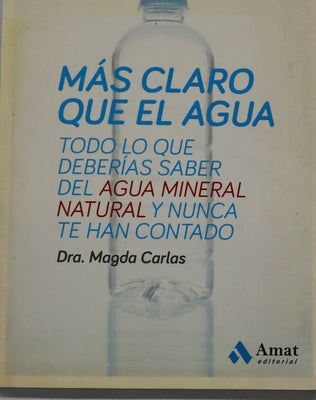 MÁS CLARO
QUE EL AGUA
TODO LO QUE
DEBERÍAS SABER
DEL AGUA MINERAL
NATURAL Y NUNCA
TE HAN CONTADO
Dra. Magda Carlas
Amat
editorial